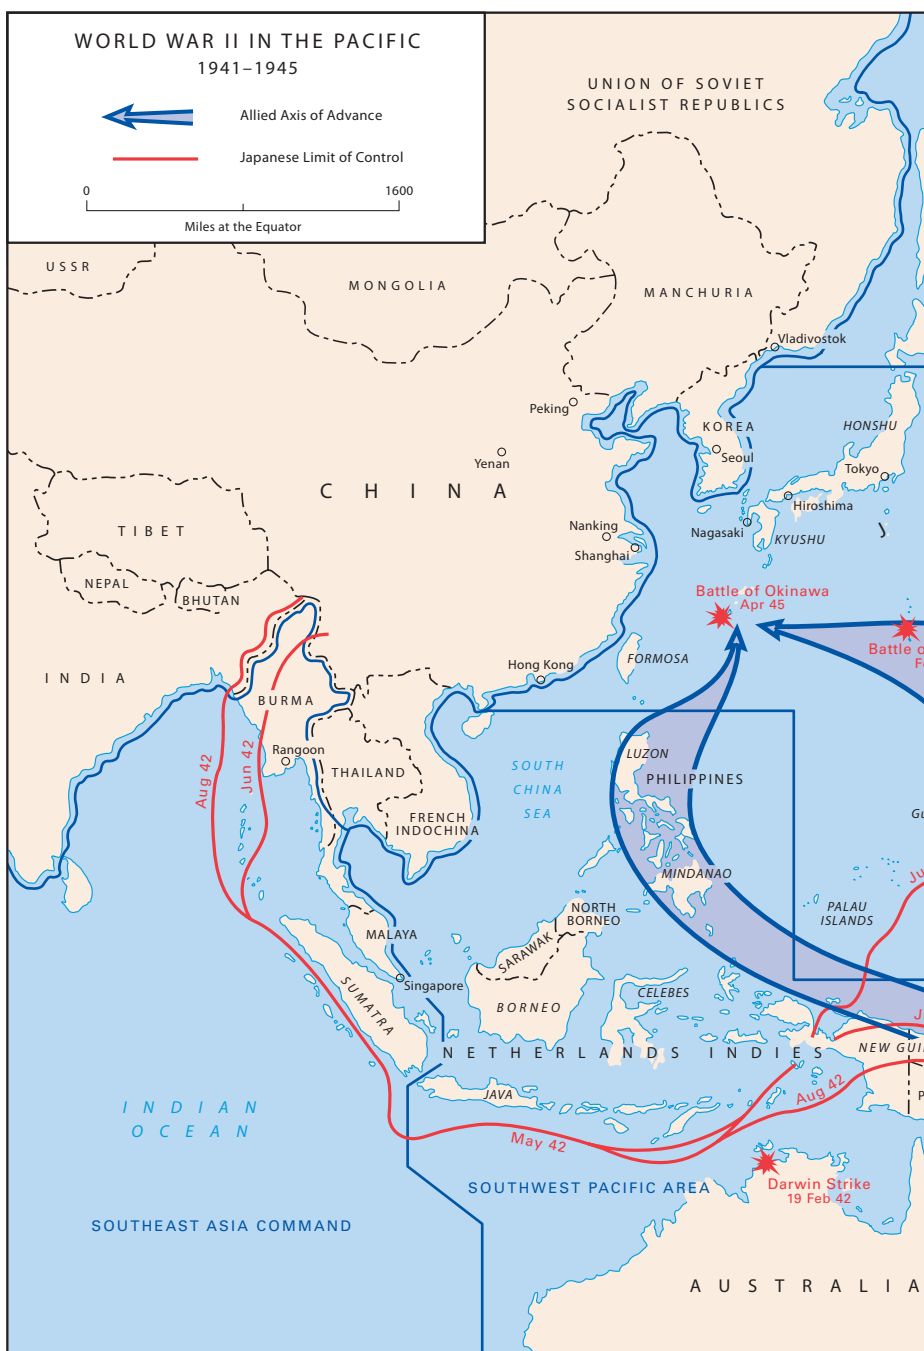 WORLD WAR II IN THE PACIFIC
1941–1945
Allied Axis of Advance
Japanese Limit of Control
0
1600
Miles at the Equator
UNION OF SOVIET
SOCIALIST REPUBLICS
USSR
MONGOLIA
MANCHURIA
Vladivostok
Peking
KOREA
HONSHU
Seoul
Yenan
Tokyo
CHINA
Hiroshima
Nagasaki
KYUSHU
TIBET
Nanking
Shanghai
J
NEPAL
BHUTAN
Battle of Okinawa
Apr 45
Battle o
F
INDIA
FORMOSA
Hong Kong
BURMA
Rangoon
Aug 42
Jun 42
THAILAND
LUZON
PHILIPPINES
SOUTH
CHINA
SEA
FRENCH
INDOCHINA
GU
MINDANAO
Ju
PALAU
ISLANDS
NORTH
BORNEO
MALAYA
SARAWAK
Singapore
SUMATRA
BORNEO
CELEBES
J
NETHERLANDS INDIES
NEW GUI
P
JAVA
Aug 42
INDIAN
OCEAN
May 42
Darwin Strike
19 Feb 42
SOUTHWEST PACIFIC AREA
SOUTHEAST ASIA COMMAND
AUSTRALIA